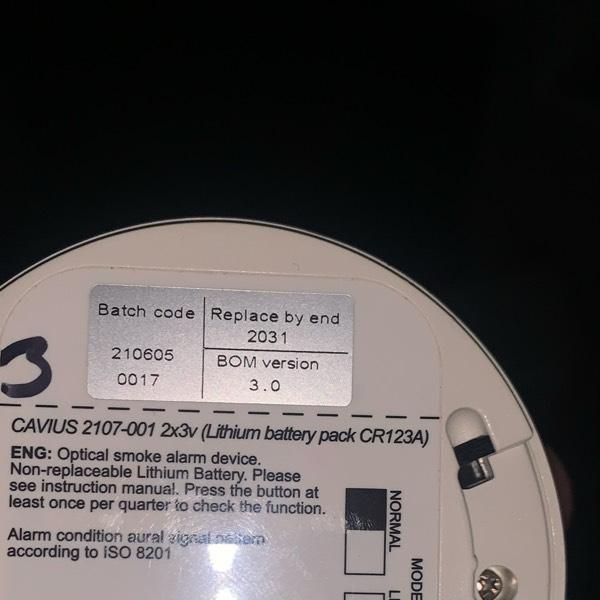 Batch code
210605
0017
Replace by end
2031
BOM version
3.0
3
CAVIUS 2107-001 2x3v (Lithium battery pack CR123A)
ENG: Optical smoke alarm device.
Non-replaceable Lithium Battery. Please
see instruction manual. Press the button at
least once per quarter to check the function.
Alarm condition aural signal pattern
according to ISO 8201
NORMAL
MODE